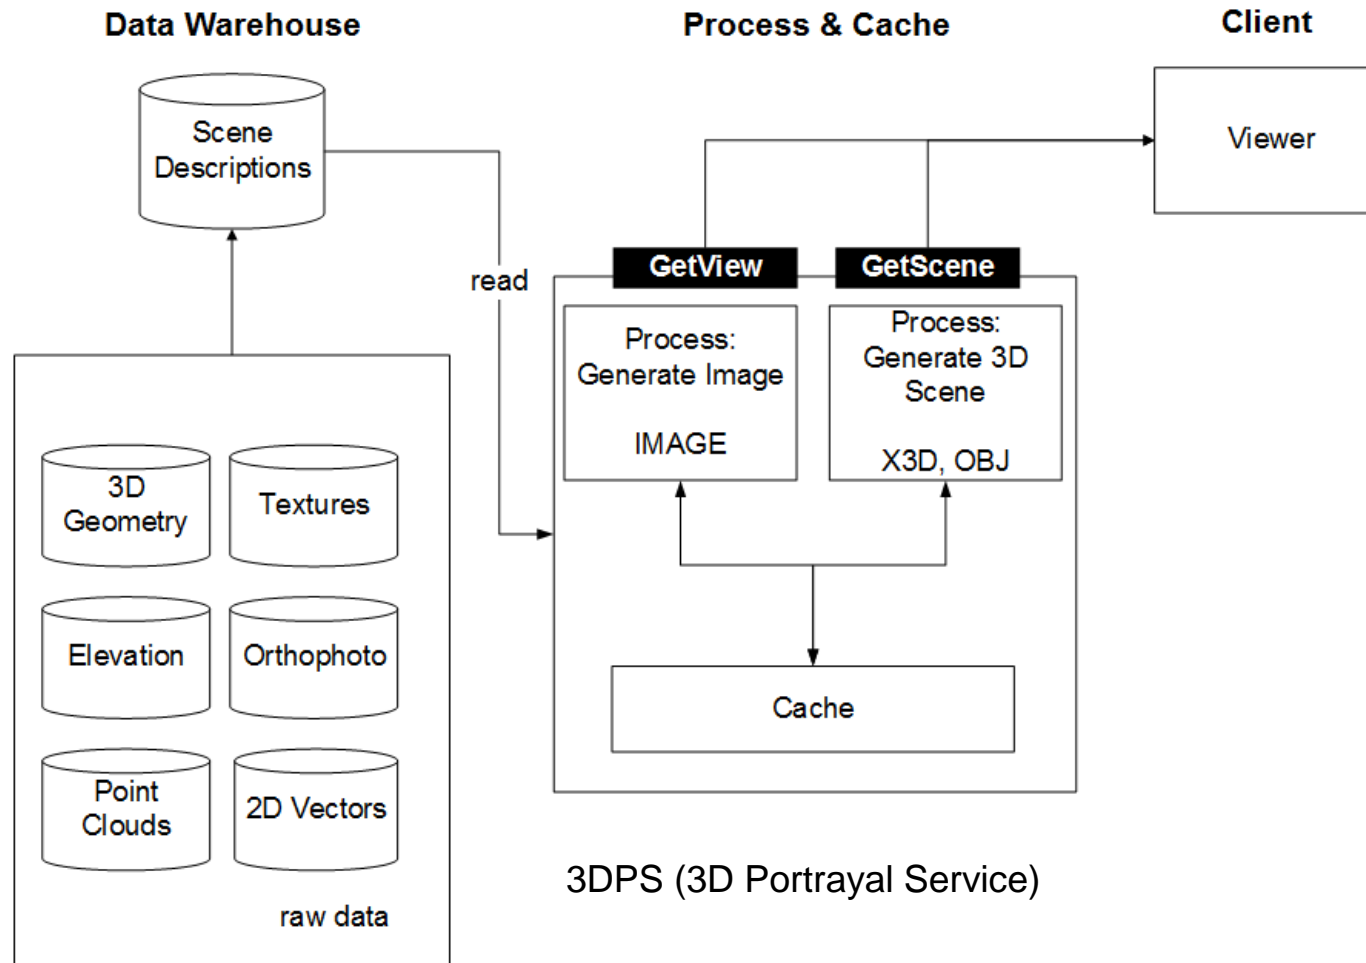 Data Warehouse
Process & Cache
Client
Scene
Descriptions
Viewer
read
GetView
GetScene
Process:
Generate Image
IMAGE
Process:
Generate 3D
Scene
X3D, OBJ
3D
Geometry
Textures
Elevation
Orthophoto
Cache
Point
Clouds
2D Vectors
raw data
3DPS (3D Portrayal Service)